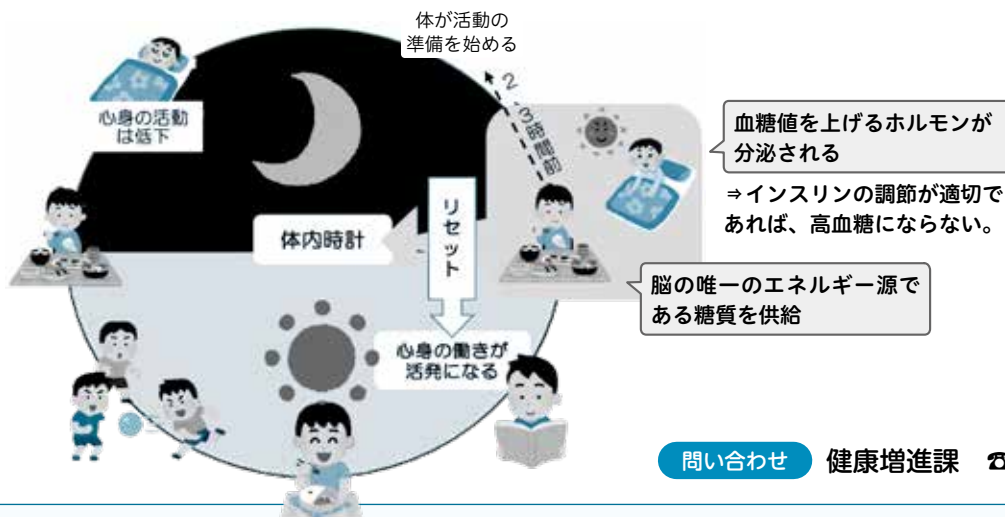 体が活動の
準備を始める
2、3時間前
心身の活動
は低下
血糖値を上げるホルモンが
分泌される
⇒インスリンの調節が適切で
あれば、高血糖にならない。
リセット
体内時計
脳の唯一のエネルギー源で
ある糖質を供給
心身の働きが
活発になる
問い合わせ 健康増進課 ☎